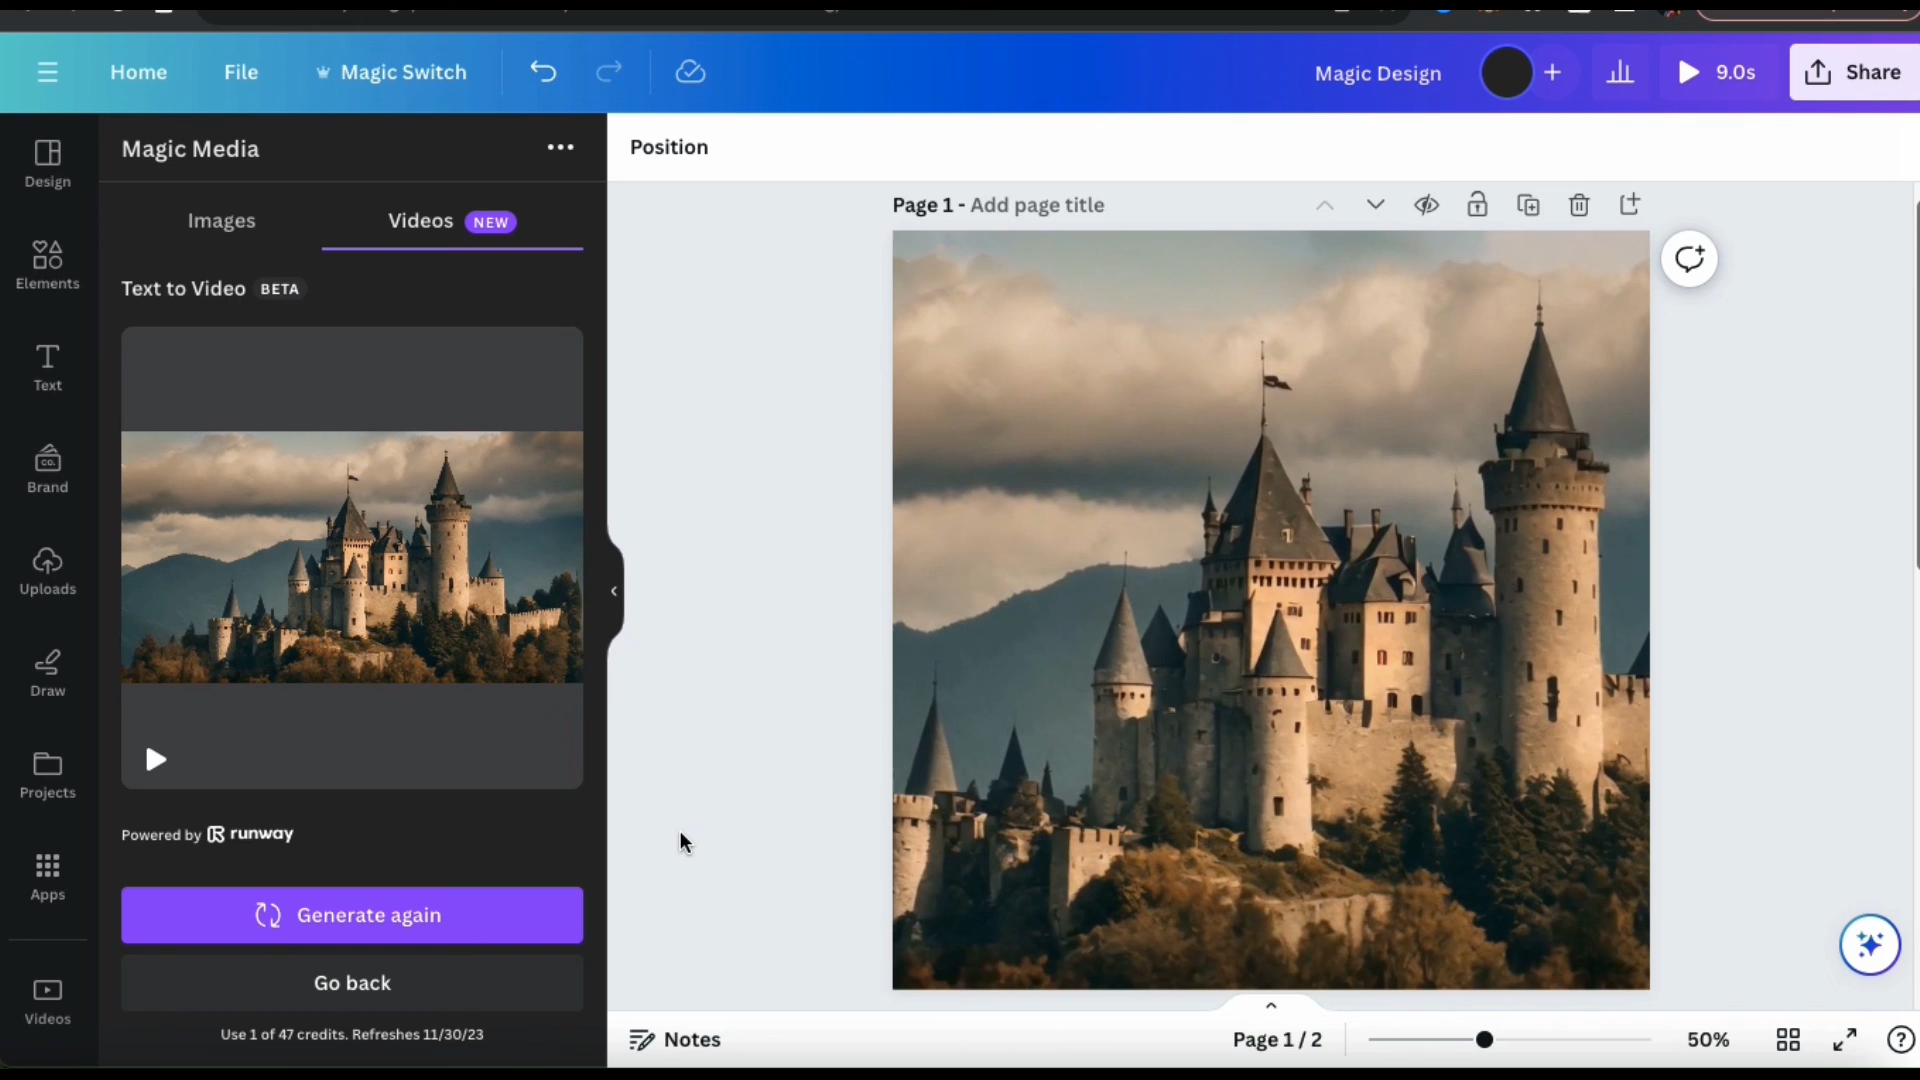 Home File Magic Switch Magic Design + 9.0s Share
Design
Elements
Text
Brand
CO.
Uploads
Draw
Projects
Apps
Videos
Magic Media
Images Videos NEW
Text to Video BETA
Powered by runway
Generate again
Go back
Use 1 of 47 credits. Refreshes 11/30/23
Position
Page 1 - Add page title
Notes Page 1 / 2 50% ?